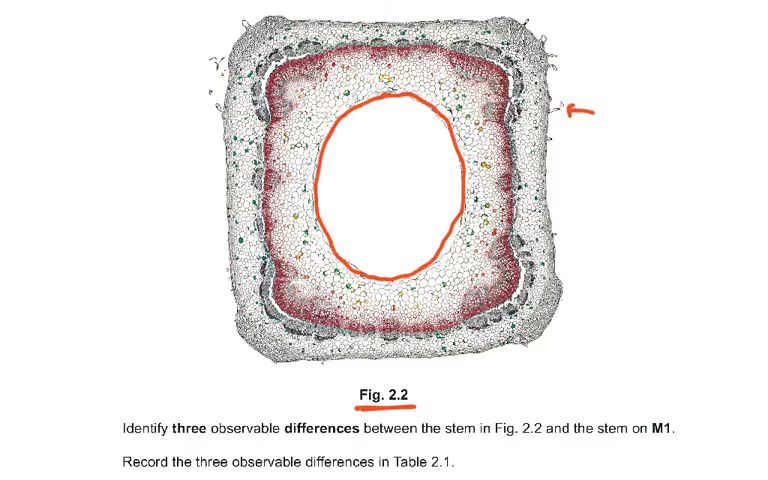 Fig. 2.2
Identify three observable differences between the stem in Fig. 2.2 and the stem on M1.
Record the three observable differences in Table 2.1.